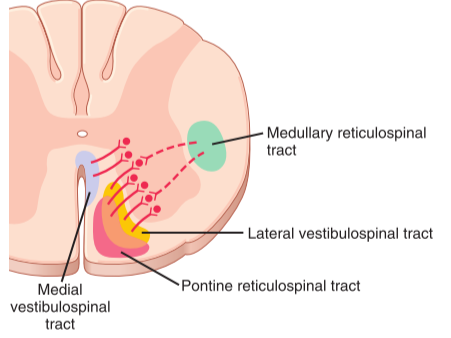 Medullary reticulospinal
tract
Lateral vestibulospinal tract
Pontine reticulospinal tract
Medial
vestibulospinal
tract